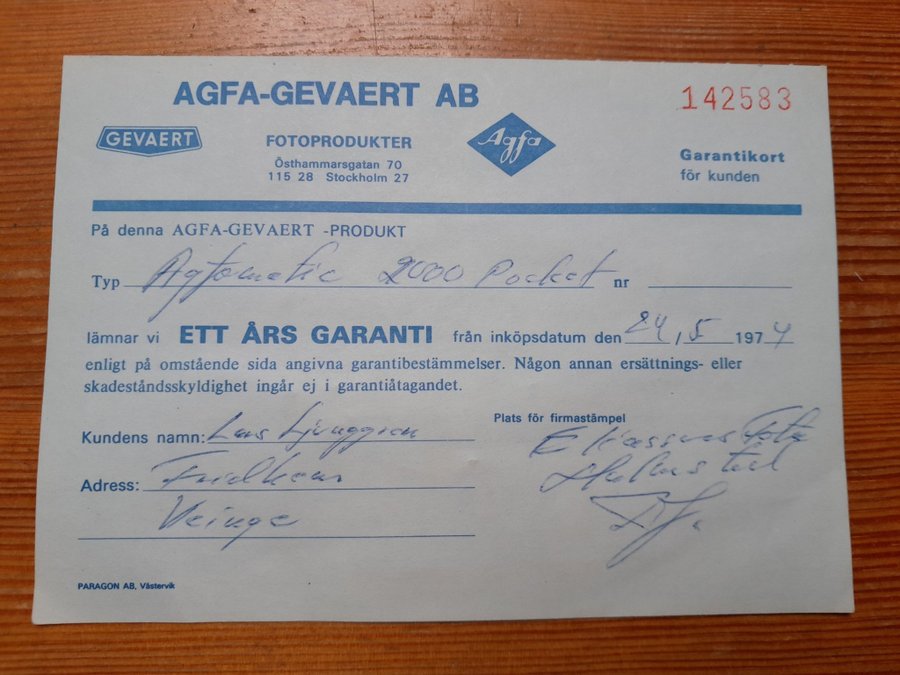 AGFA-GEVAERT AB
142583
GEVAERT
FOTOPRODUKTER
Agfa
Östhammarsgatan 70
115 28 Stockholm 27
Garantikort
för kunden
På denna AGFA-GEVAERT -PRODUKT
Typ Agfamatic 2000 Pocket nr
lämnar vi ETT ÅRS GARANTI från inköpsdatum den 24,5 1974
enligt på omstående sida angivna garantibestämmelser. Någon annan ersättnings- eller
skadeståndsskyldighet ingår ej i garantiåtagandet.
Plats för firmastämpel
Kundens namn: Lars Ljunggren
E Foto
Adress:
Halmstad
Veinge
PARAGON AB, Västervik